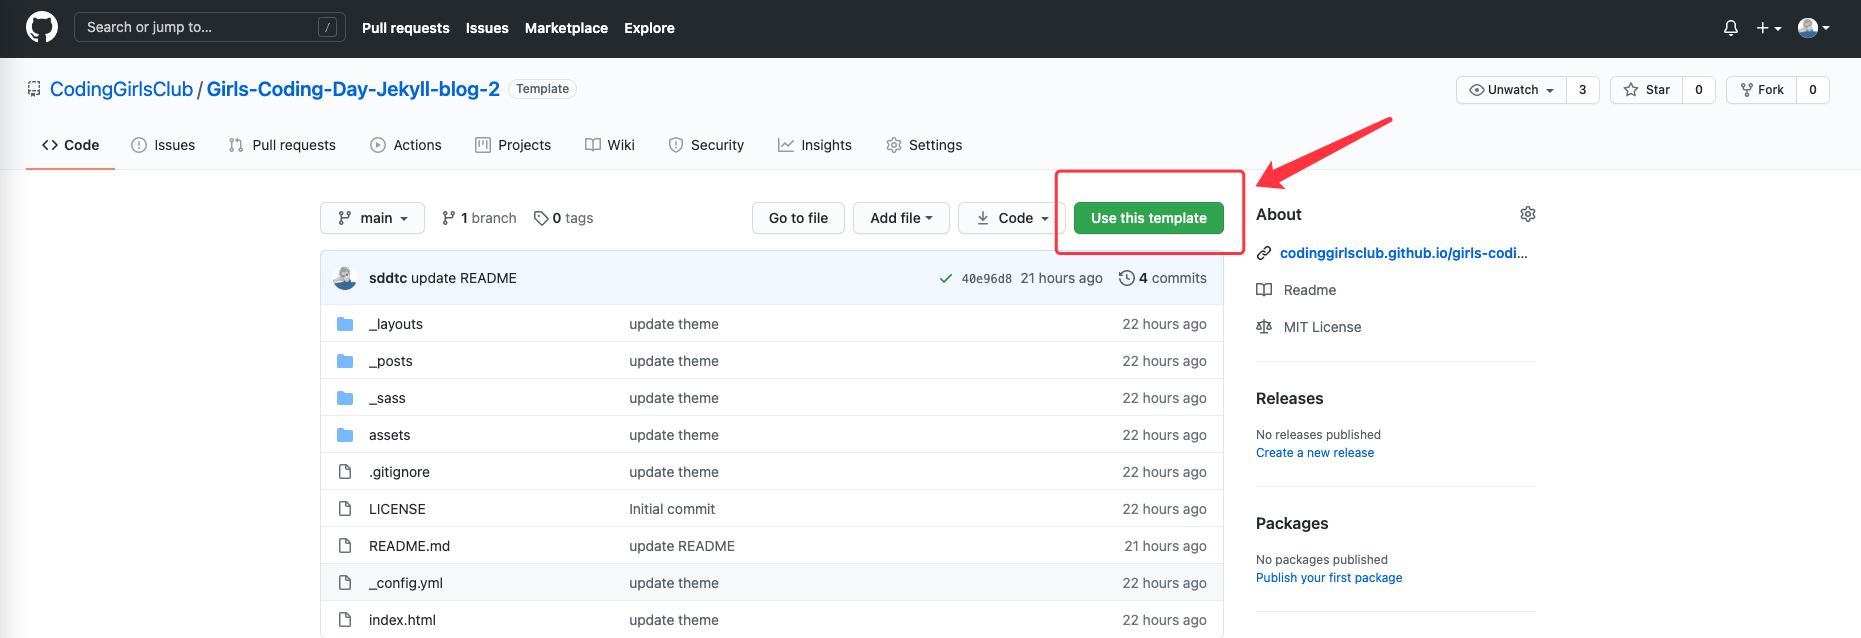 Search or jump to... /
Pull requests Issues Marketplace Explore
CodingGirlsClub / Girls-Coding-Day-Jekyll-blog-2 Template
Unwatch 3 Star 0 Fork 0
Code Issues Pull requests Actions Projects Wiki Security Insights Settings
main 1 branch 0 tags Go to file Add file Code Use this template
sddtc update README 40e96d8 21 hours ago 4 commits
_layouts update theme 22 hours ago
_posts update theme 22 hours ago
_sass update theme 22 hours ago
assets update theme 22 hours ago
.gitignore update theme 22 hours ago
LICENSE Initial commit 22 hours ago
README.md update README 21 hours ago
_config.yml update theme 22 hours ago
index.html update theme 22 hours ago
About
codinggirlsclub.github.io/girls-codi...
Readme
MIT License
Releases
No releases published
Create a new release
Packages
No packages published
Publish your first package